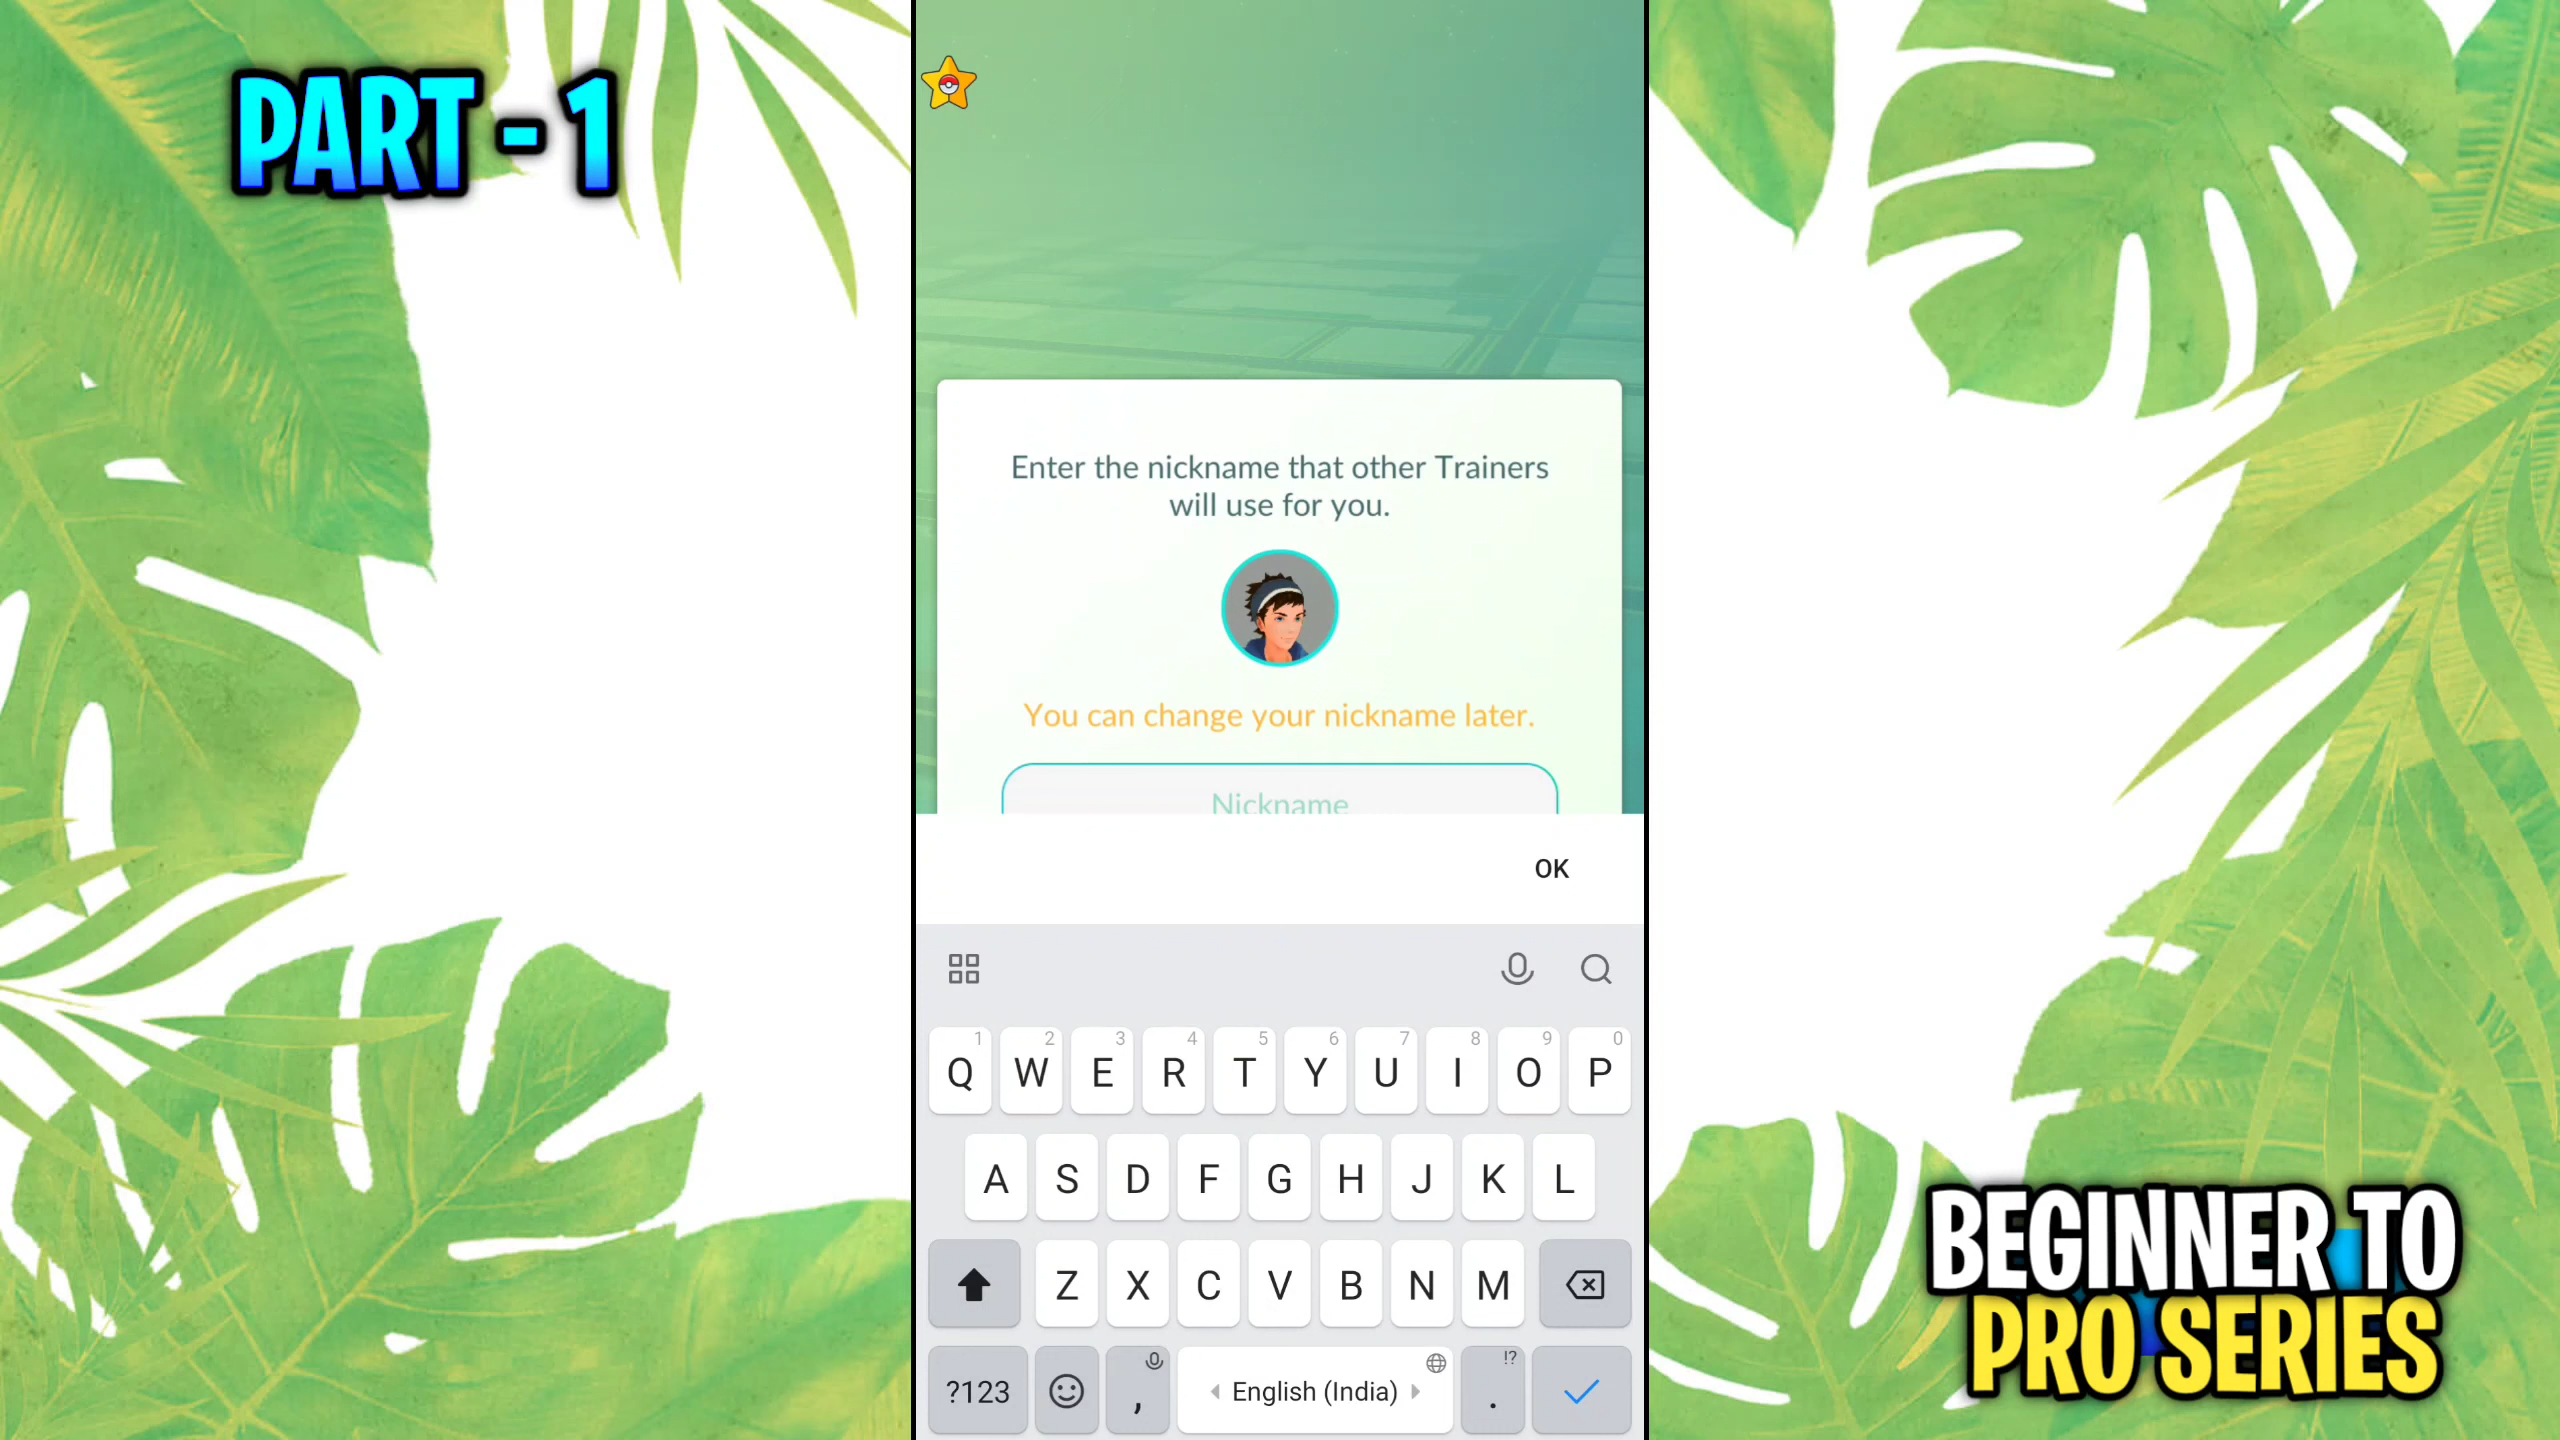 PART - 1
Enter the nickname that other Trainers
will use for you.
You can change your nickname later.
Nickname
OK
1 2 3 4 5 6 7 8 9 0
Q W E R T Y U I O P
A S D F G H J K L
Z X C V B N M
!?
?123 , English (India) .
BEGINNER TO
PRO SERIES